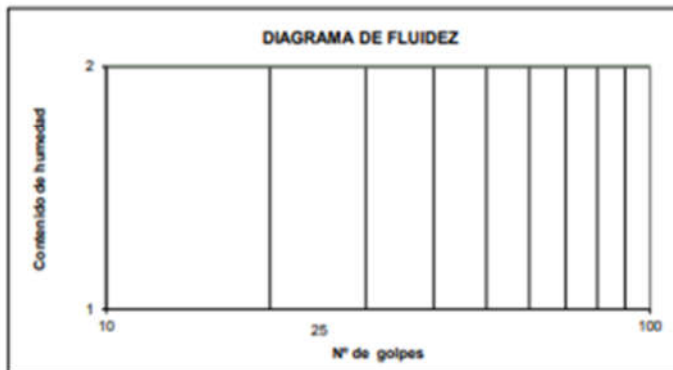 DIAGRAMA DE FLUIDEZ
2
Contenido de humedad
1
10
25
100
Nº de golpes